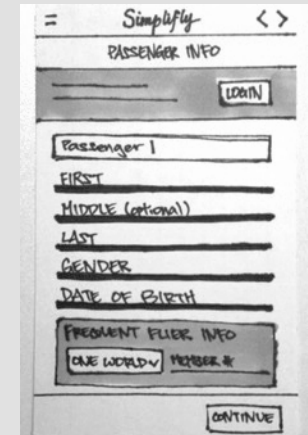 Simplifly < >
PASSENGER INFO
LOGIN
Passenger 1
FIRST
MIDDLE (optional)
LAST
GENDER
DATE OF BIRTH
FREQUENT FLIER INFO
ONE WORLD MEMBER #
CONTINUE